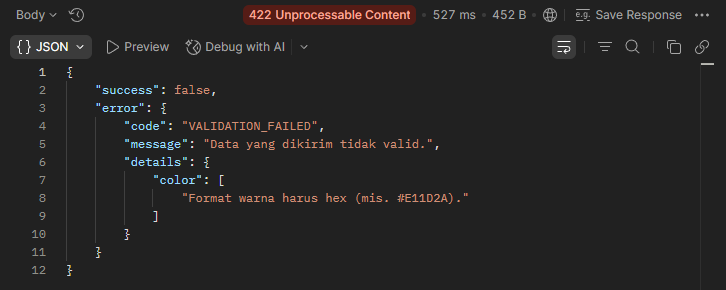 Body 422 Unprocessable Content • 527 ms • 452 B • e.g. Save Response
{} JSON Preview Debug with AI
1 {
2 "success": false,
3 "error": {
4 "code": "VALIDATION_FAILED",
5 "message": "Data yang dikirim tidak valid.",
6 "details": {
7 "color": [
8 "Format warna harus hex (mis. #E11D2A)."
9 ]
10 }
11 }
12 }